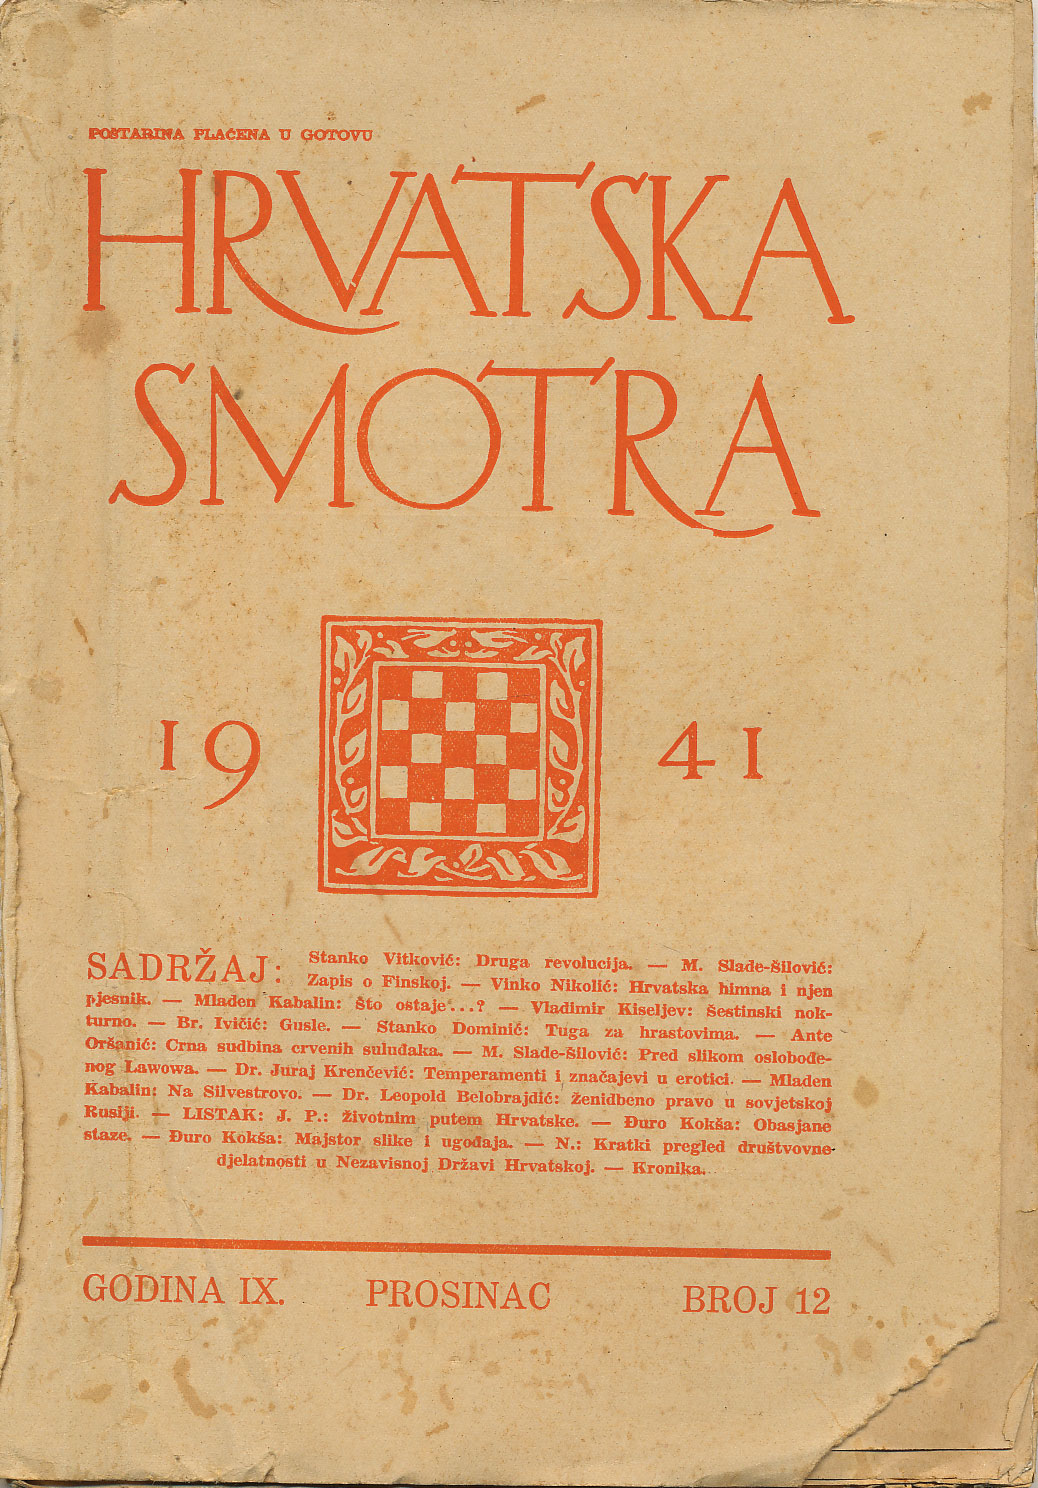 POŠTARINA PLAĆENA U GOTOVU
HRVATSKA
SMOTRA
19 41
SADRŽAJ: Stanko Vitković: Druga revolucija. — M. Slade-Šilović:
Zapis o Finskoj. — Vinko Nikolić: Hrvatska himna i njen
pjesnik. — Mladen Kabalin: Što ostaje...? — Vladimir Kiseljev: Šestinski nok-
turno. — Br. Ivičić: Gusle. — Stanko Dominić: Tuga za hrastovima. — Ante
Oršanić: Crna sudbina crvenih suluđaka. — M. Slade-Šilović: Pred slikom oslobođe-
nog Lawowa. — Dr. Juraj Krenčević: Temperamenti i značajevi u erotici. — Mladen
Kabalin: Na Silvestrovo. — Dr. Leopold Belobrajdić: Ženidbeno pravo u sovjetskoj
Rusiji. — LISTAK: J. P.: Životnim putem Hrvatske. — Đuro Kokša: Obasjane
staze. — Đuro Kokša: Majstor slike i ugođaja. — N.: Kratki pregled društvovne
djelatnosti u Nezavisnoj Državi Hrvatskoj. — Kronika.
GODINA IX. PROSINAC BROJ 12